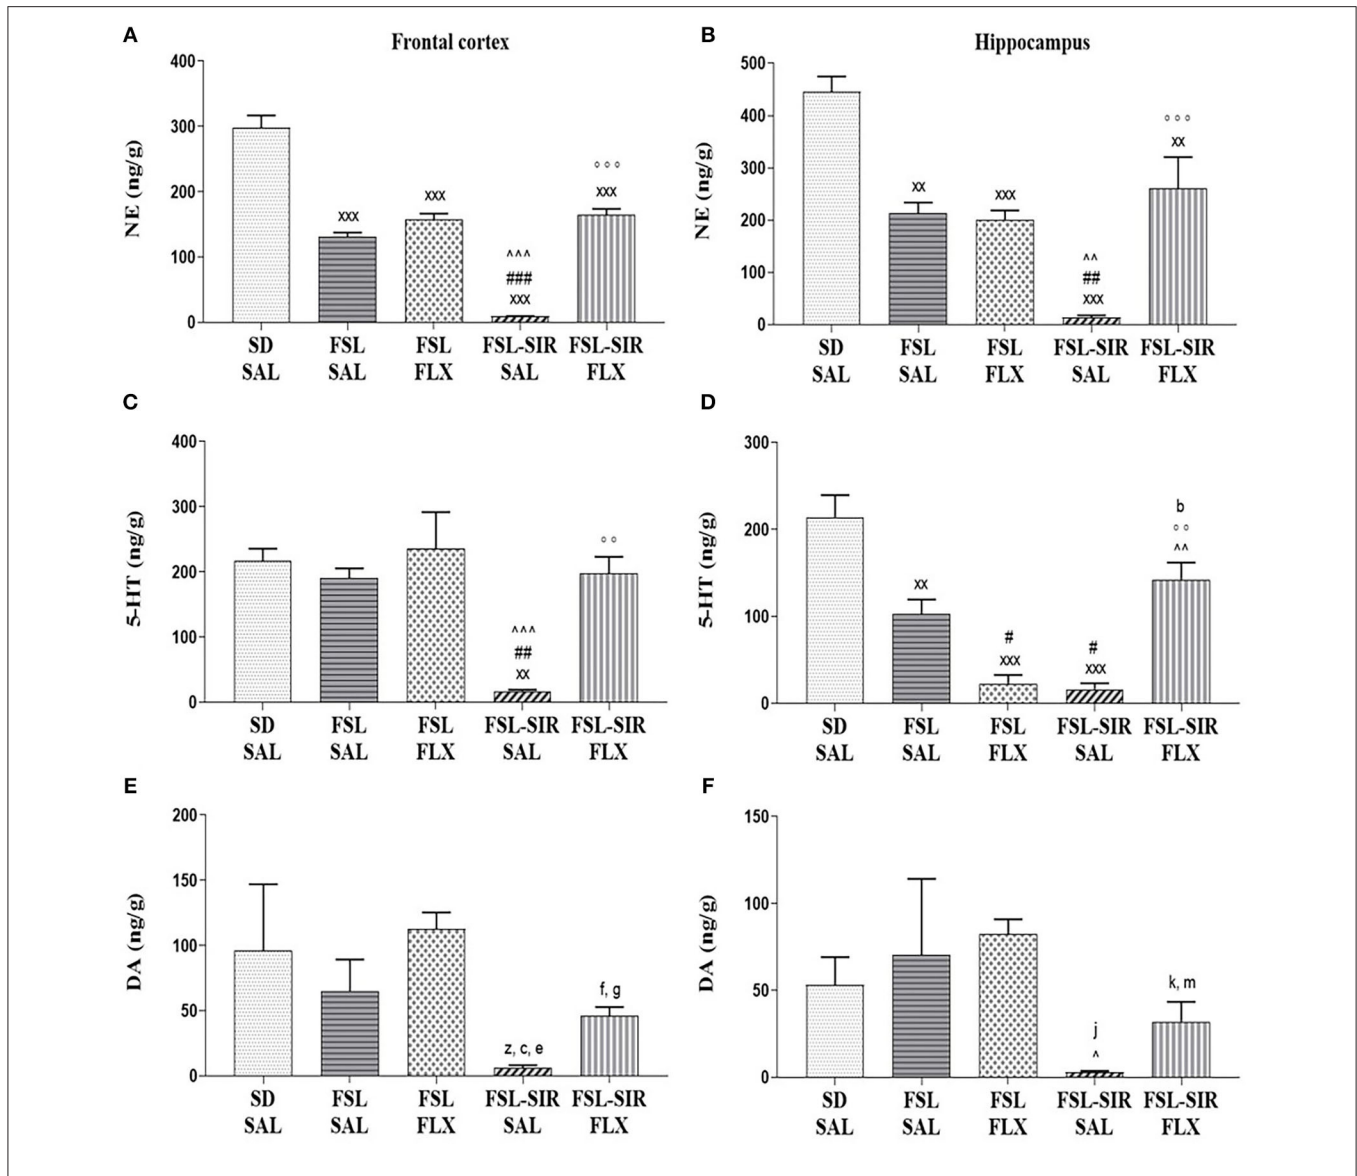 A
Frontal cortex
NE (ng/g)
400
300
200
100
0
XXX
XXX
^^^
###
XXX
°°°
XXX
SD FSL FSL FSL-SIR FSL-SIR
SAL SAL FLX SAL FLX
B
Hippocampus
NE (ng/g)
500
400
300
200
100
0
XX
XXX
^^
##
XXX
°°°
XX
SD FSL FSL FSL-SIR FSL-SIR
SAL SAL FLX SAL FLX
C
5-HT (ng/g)
400
300
200
100
0
^^^
##
XX
°°
SD FSL FSL FSL-SIR FSL-SIR
SAL SAL FLX SAL FLX
D
5-HT (ng/g)
300
200
100
0
XX
#
XXX
#
XXX
b
°°
^^
SD FSL FSL FSL-SIR FSL-SIR
SAL SAL FLX SAL FLX
E
DA (ng/g)
200
150
100
50
0
z, c, e
f, g
SD FSL FSL FSL-SIR FSL-SIR
SAL SAL FLX SAL FLX
F
DA (ng/g)
150
100
50
0
j
^
k, m
SD FSL FSL FSL-SIR FSL-SIR
SAL SAL FLX SAL FLX